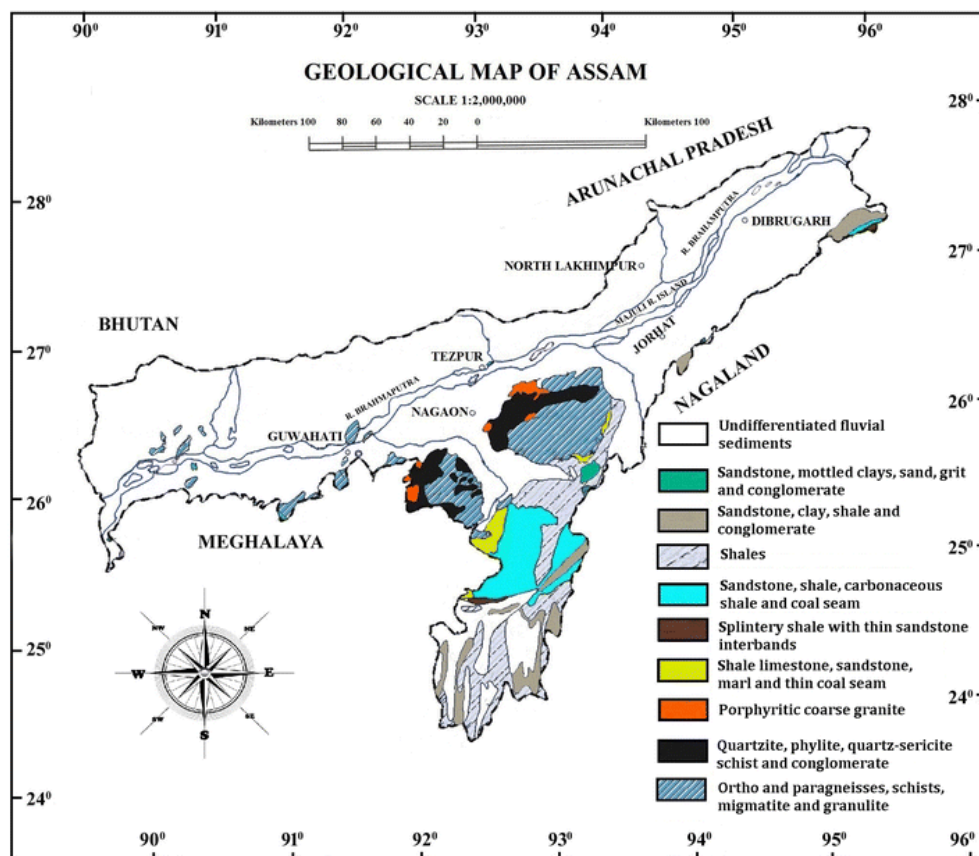 90⁰ 91⁰ 92⁰ 93⁰ 94⁰ 95⁰
GEOLOGICAL MAP OF ASSAM
SCALE 1:2,000,000
Kilometers 100 80 60 40 20 0 Kilometers 100
28⁰
ARUNACHAL PRADESH
28⁰
R. BRAHAMPUTRA
DIBRUGARH
27⁰
NORTH LAKHIMPUR
MAJULI R. ISLAND
BHUTAN
JORHAT
27⁰
TEZPUR
NAGALAND
R. BRAHMAPUTRA
NAGAON
26⁰
GUWAHATI
Undifferentiated fluvial
sediments
Sandstone, mottled clays, sand, grit
and conglomerate
26⁰
Sandstone, clay, shale and
conglomerate
MEGHALAYA
25⁰
Shales
Sandstone, shale, carbonaceous
shale and coal seam
Splintery shale with thin sandstone
interbands
25⁰
Shale limestone, sandstone,
marl and thin coal seam
24⁰
Porphyritic coarse granite
Quartzite, phylite, quartz-sericite
schist and conglomerate
Ortho and paragneisses, schists,
migmatite and granulite
24⁰
N
NW NE
W E
SW SE
S
90⁰ 91⁰ 92⁰ 93⁰ 94⁰ 95⁰ 96⁰